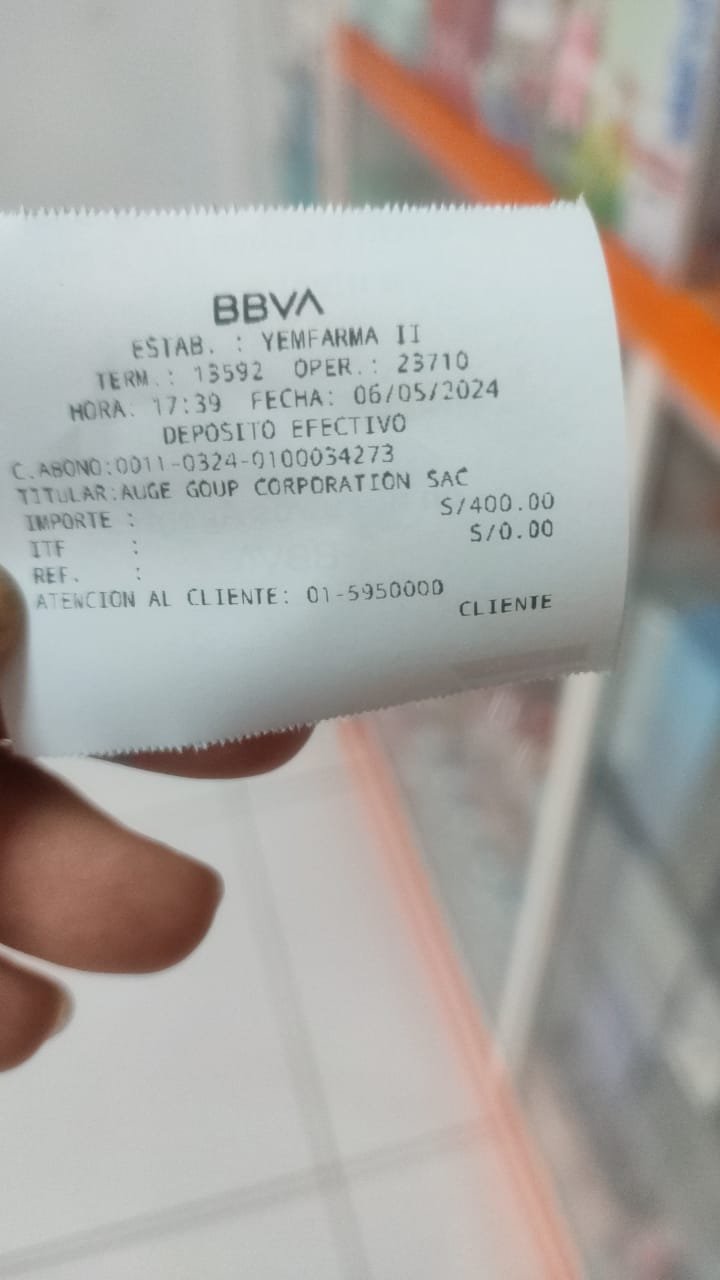 BBVA
ESTAB. : YEMFARMA II
TERM.: 13592 OPER.: 23710
HORA: 17:39 FECHA: 06/05/2024
DEPOSITO EFECTIVO
C.ABONO:0011-0324-0100034273
TITULAR:AUGE GOUP CORPORATION SAC
IMPORTE : S/400.00
ITF : S/0.00
REF. :
ATENCION AL CLIENTE: 01-5950000
CLIENTE